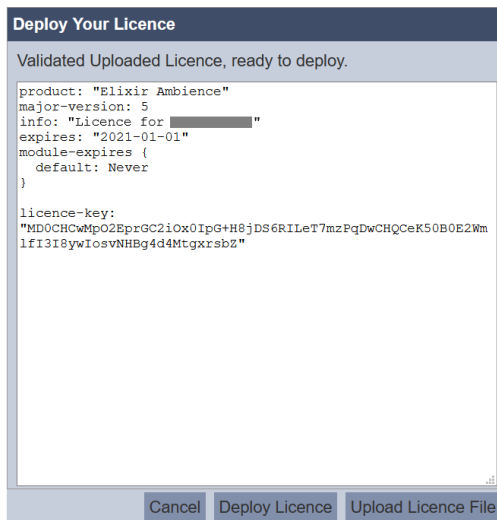 Deploy Your Licence
Validated Uploaded Licence, ready to deploy.
product: "Elixir Ambience"
major-version: 5
info: "Licence for "
expires: "2021-01-01"
module-expires {
default: Never
}
licence-key:
"MD0CHCwMpO2EprGC2iOx0IpG+H8jDS6RILeT7mzPqDwCHQCeK50B0E2Wm
lfI3I8ywIosvNHBg4d4MtgxrsbZ"
Cancel Deploy Licence Upload Licence File